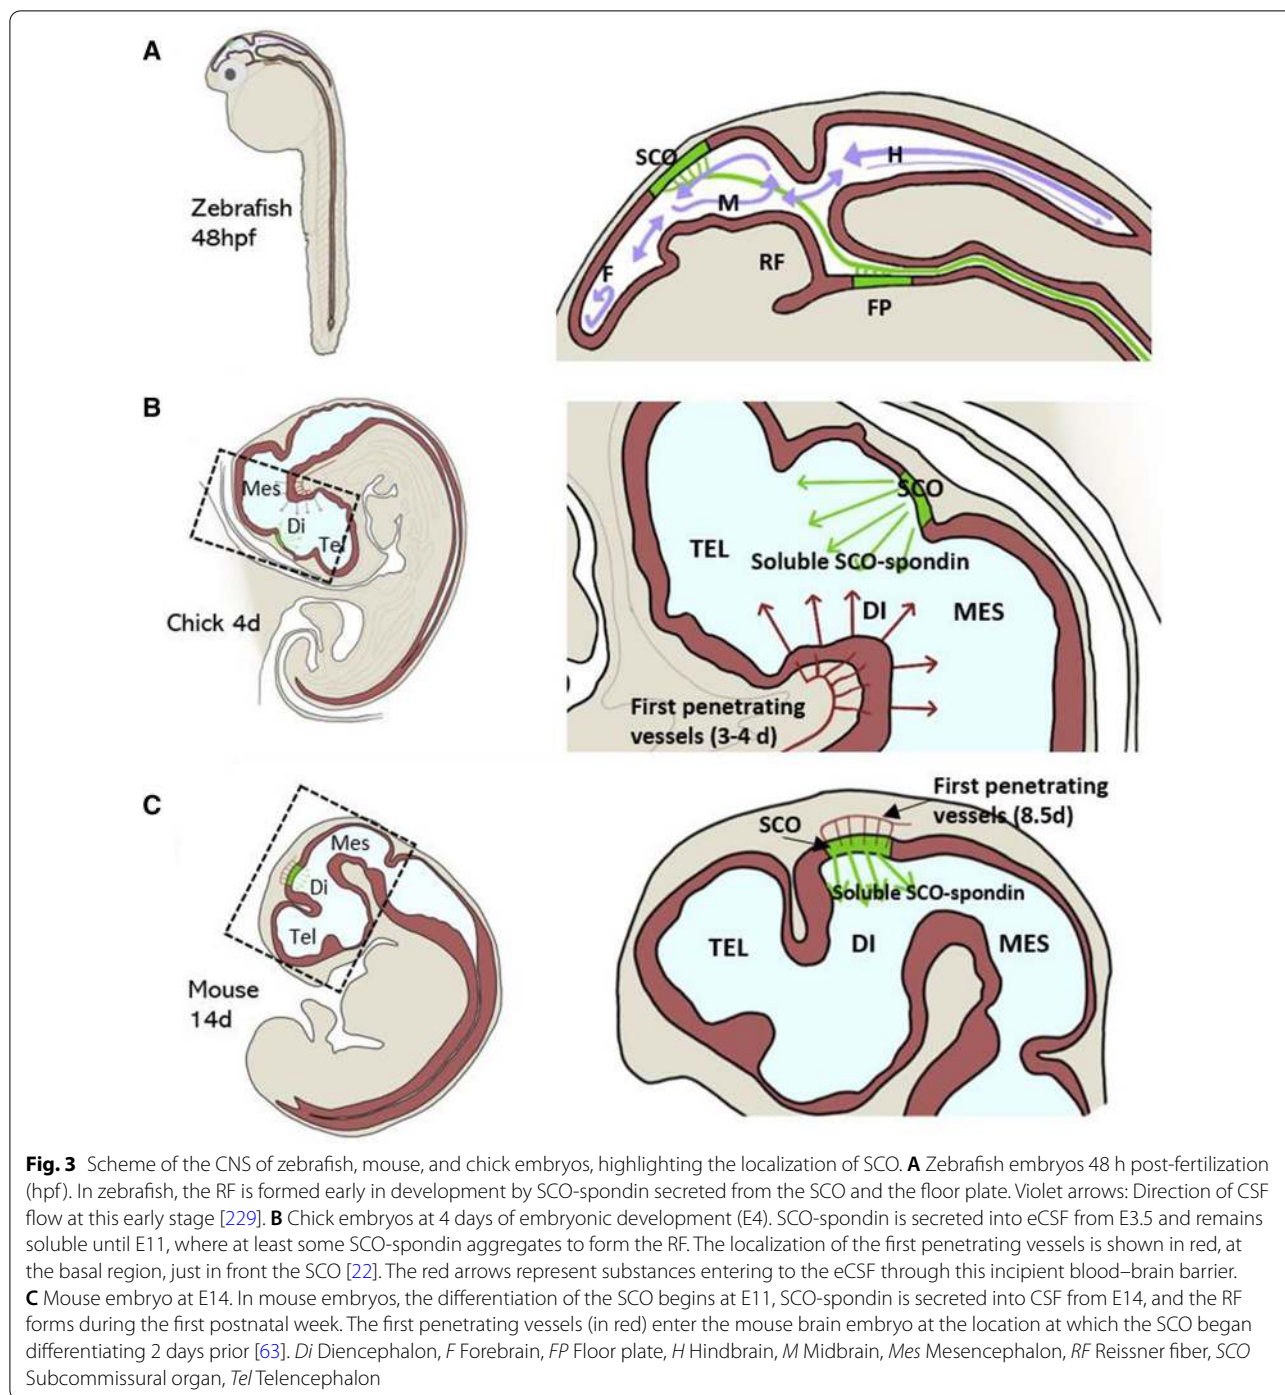 A
Zebrafish
48hpf
SCO
H
M
F
RF
FP
B
Mes
Di
Tel
Chick 4d
SCO
TEL
Soluble SCO-spondin
DI
MES
First penetrating
vessels (3-4 d)
C
Mes
Di
Tel
Mouse
14d
First penetrating
vessels (8.5d)
SCO
Soluble SCO-spondin
TEL
DI
MES
Fig. 3 Scheme of the CNS of zebrafish, mouse, and chick embryos, highlighting the localization of SCO. A Zebrafish embryos 48 h post-fertilization
(hpf). In zebrafish, the RF is formed early in development by SCO-spondin secreted from the SCO and the floor plate. Violet arrows: Direction of CSF
flow at this early stage [229]. B Chick embryos at 4 days of embryonic development (E4). SCO-spondin is secreted into eCSF from E3.5 and remains
soluble until E11, where at least some SCO-spondin aggregates to form the RF. The localization of the first penetrating vessels is shown in red, at
the basal region, just in front the SCO [22]. The red arrows represent substances entering to the eCSF through this incipient blood–brain barrier.
C Mouse embryo at E14. In mouse embryos, the differentiation of the SCO begins at E11, SCO-spondin is secreted into CSF from E14, and the RF
forms during the first postnatal week. The first penetrating vessels (in red) enter the mouse brain embryo at the location at which the SCO began
differentiating 2 days prior [63]. Di Diencephalon, F Forebrain, FP Floor plate, H Hindbrain, M Midbrain, Mes Mesencephalon, RF Reissner fiber, SCO
Subcommissural organ, Tel Telencephalon